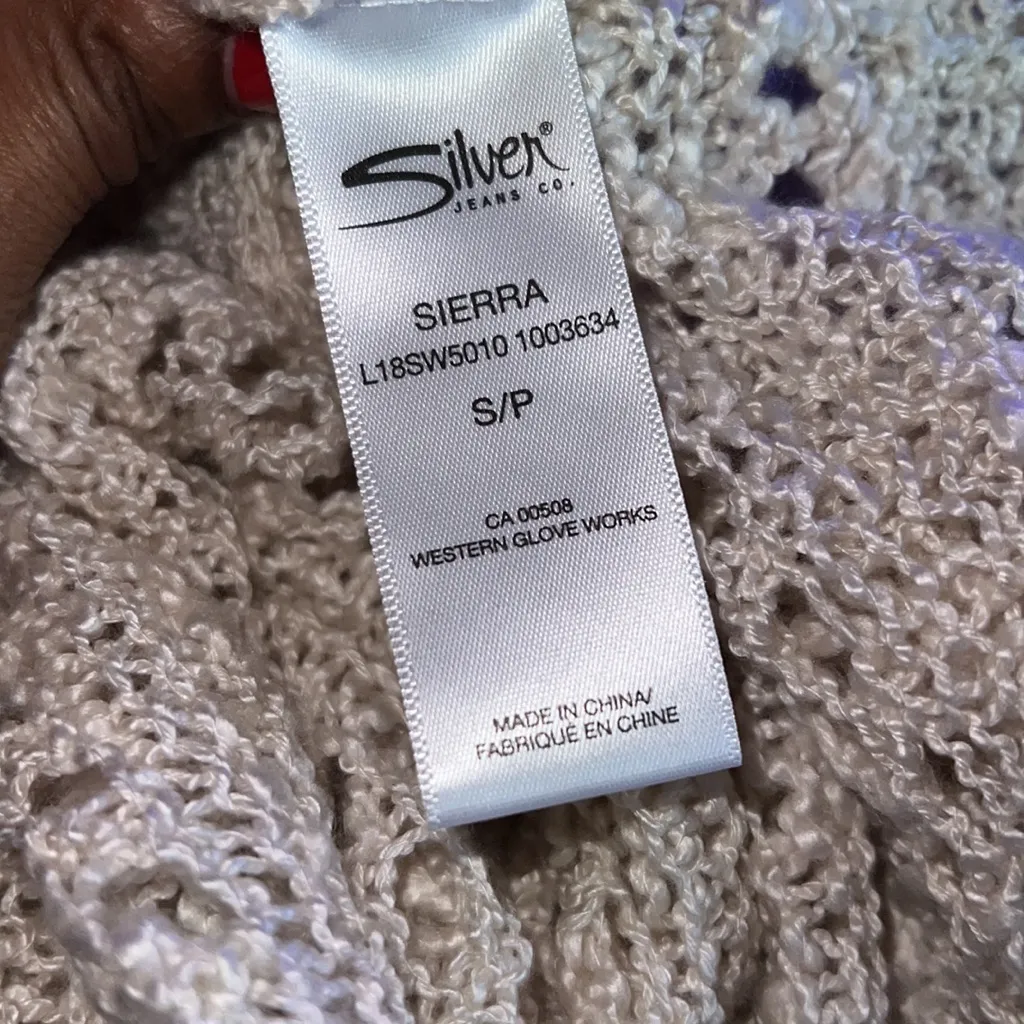 Silver®
JEANS CO.
SIERRA
L18SW5010 1003634
S/P
CA 00508
WESTERN GLOVE WORKS
MADE IN CHINA/
FABRIQUÉ EN CHINE